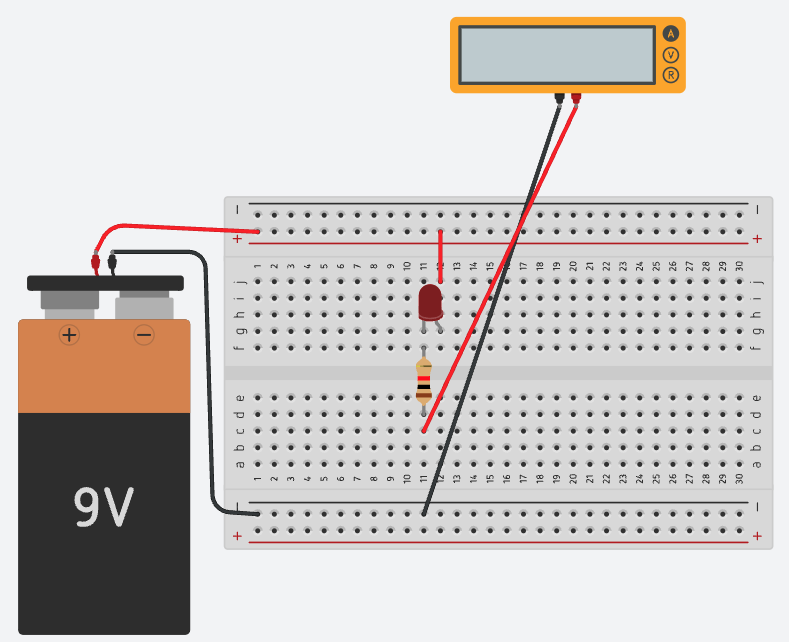 A
V
R
− −
+ +
1 2 3 4 5 6 7 8 9 10 11 12 13 14 15 16 17 18 19 20 21 22 23 24 25 26 27 28 29 30
j j
i i
h h
g g
f f
+ −
e e
d d
c c
b b
a a
1 2 3 4 5 6 7 8 9 10 11 12 13 14 15 16 17 18 19 20 21 22 23 24 25 26 27 28 29 30
9V
− −
+ +